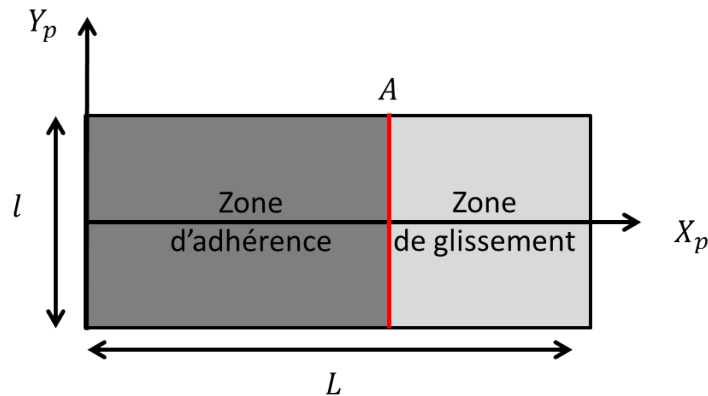 Y_p
A
l
Zone
d'adhérence
Zone
de glissement
X_p
L